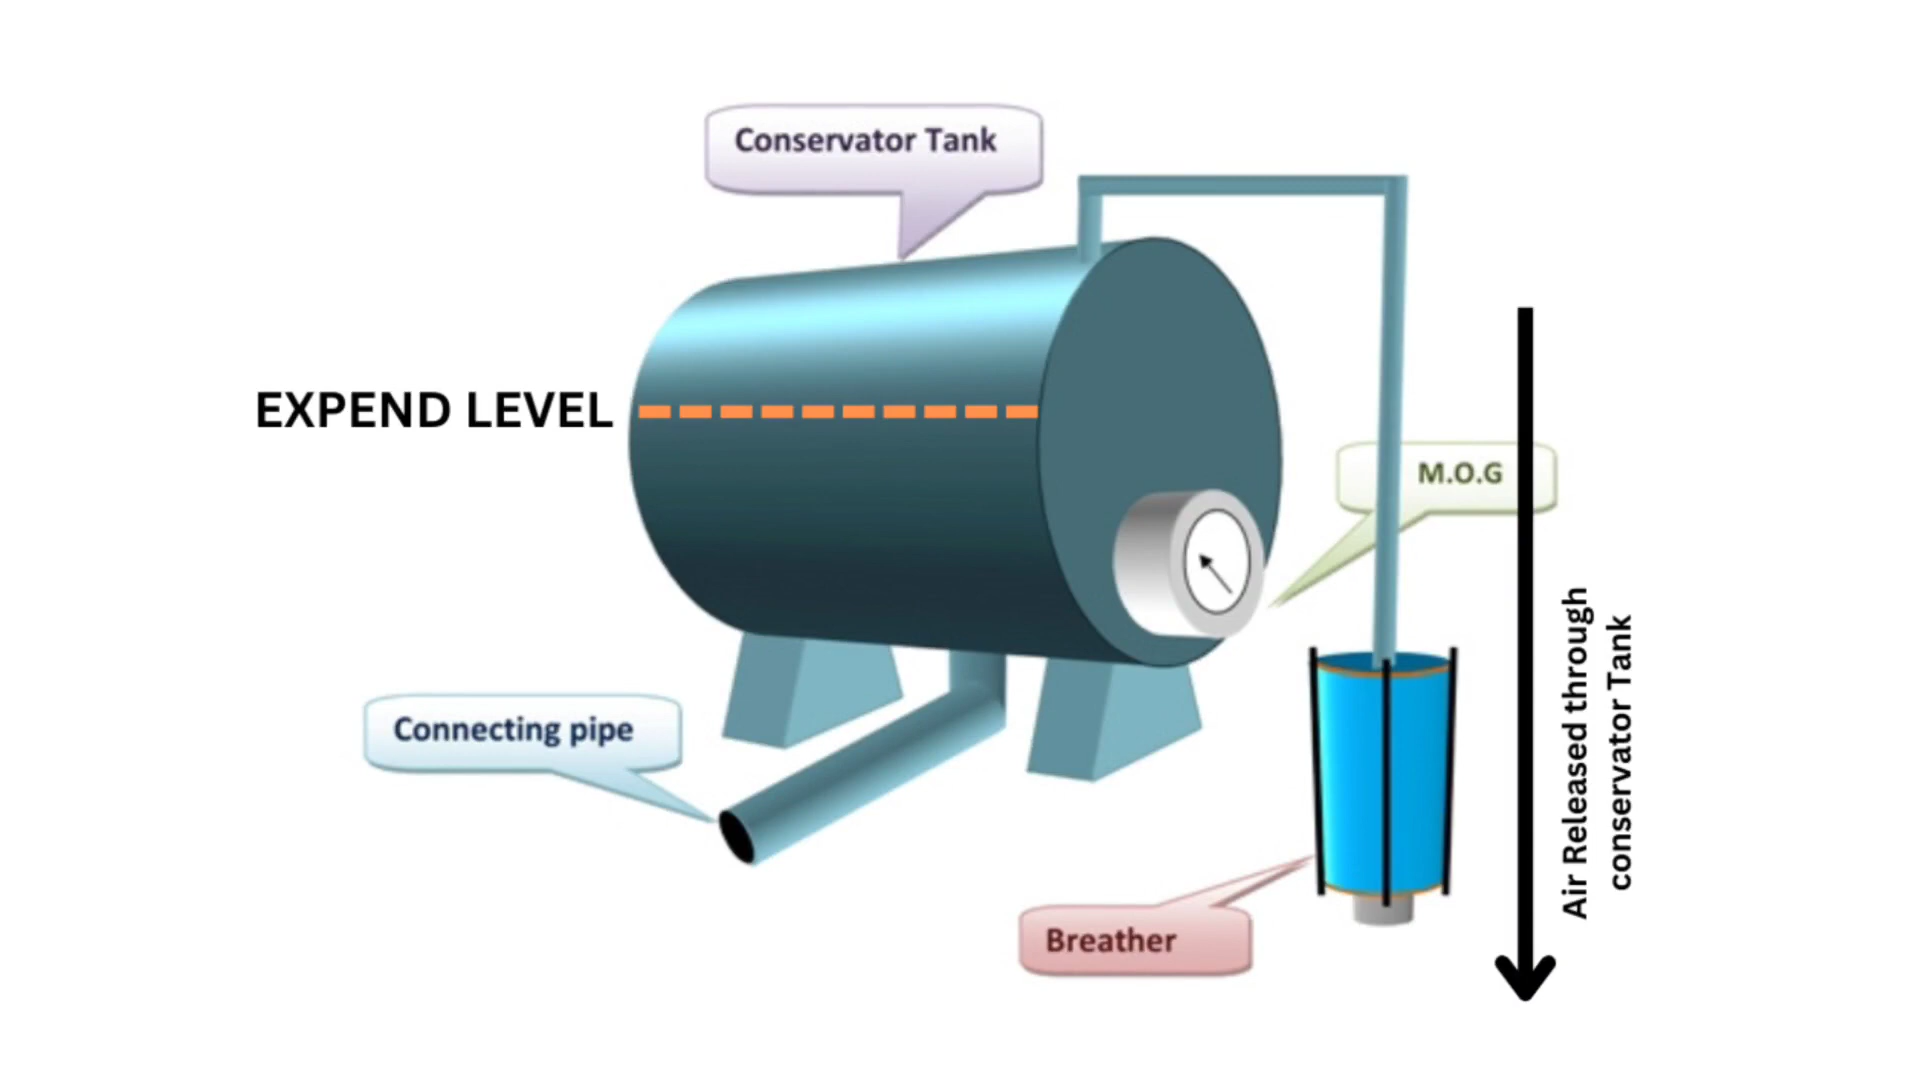 Conservator Tank
EXPEND LEVEL
M.O.G
Connecting pipe
Breather
Air Released through
conservator Tank